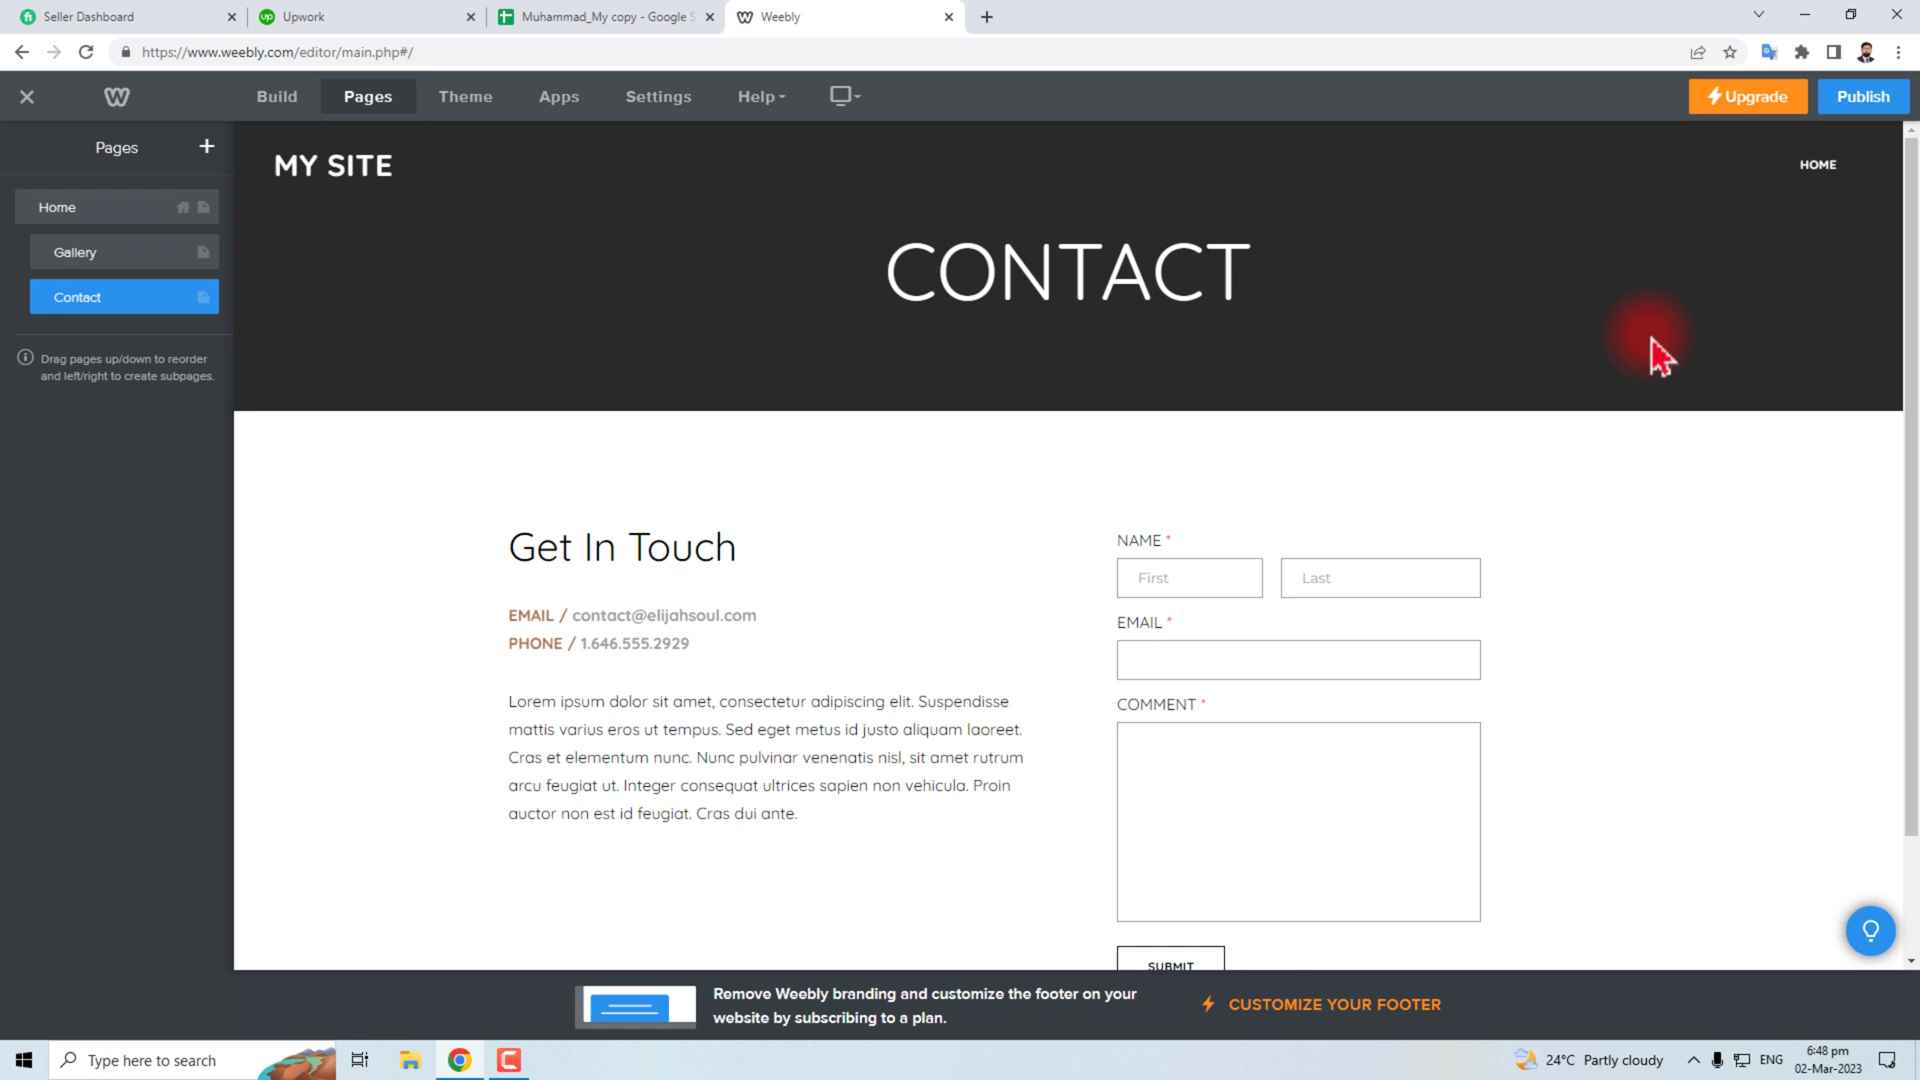 Seller Dashboard
Upwork
Muhammad_My copy - Google S
Weebly
https://www.weebly.com/editor/main.php#/
Build
Pages
Theme
Apps
Settings
Help
Upgrade
Publish
Pages
Home
Gallery
Contact
Drag pages up/down to reorder
and left/right to create subpages.
MY SITE
HOME
CONTACT
Get In Touch
EMAIL / contact@elijahsoul.com
PHONE / 1.646.555.2929
Lorem ipsum dolor sit amet, consectetur adipiscing elit. Suspendisse
mattis varius eros ut tempus. Sed eget metus id justo aliquam laoreet.
Cras et elementum nunc. Nunc pulvinar venenatis nisl, sit amet rutrum
arcu feugiat ut. Integer consequat ultrices sapien non vehicula. Proin
auctor non est id feugiat. Cras dui ante.
NAME *
First
Last
EMAIL *
COMMENT *
SUBMIT
Remove Weebly branding and customize the footer on your
website by subscribing to a plan.
CUSTOMIZE YOUR FOOTER
Type here to search
24°C Partly cloudy
ENG
6:48 pm
02-Mar-2023